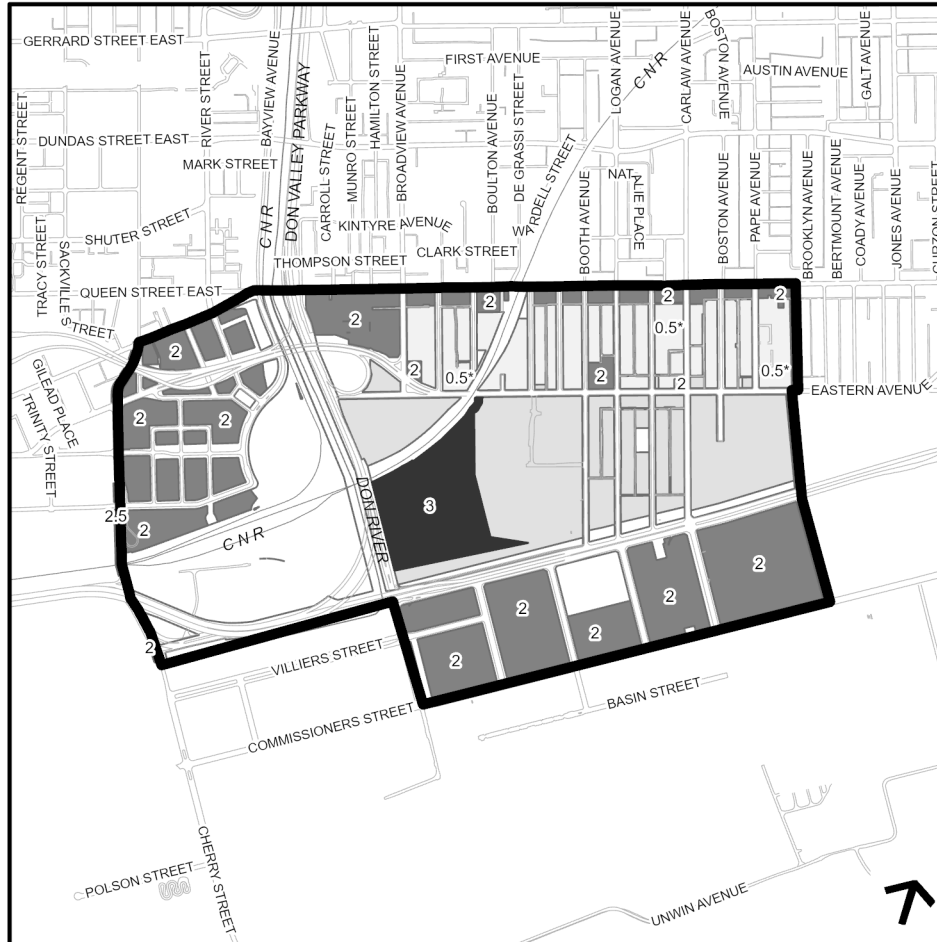 GERRARD STREET EAST
FIRST AVENUE
AUSTIN AVENUE
REGENT STREET
RIVER STREET
BAYVIEW AVENUE
DON VALLEY PARKWAY
HAMILTON STREET
BROADVIEW AVENUE
LOGAN AVENUE
CNR
CARLAW AVENUE
BOSTON AVENUE
GALT AVENUE
DUNDAS STREET EAST
MARK STREET
CARROLL STREET
MUNRO STREET
BOULTON AVENUE
DE GRASSI STREET
WARDELL STREET
NATALIE PLACE
TRACY STREET
SACKVILLE STREET
SHUTER STREET
CNR
KINTYRE AVENUE
CLARK STREET
THOMPSON STREET
BOOTH AVENUE
BOSTON AVENUE
PAPE AVENUE
BROOKLYN AVENUE
BERTMOUNT AVENUE
COADY AVENUE
JONES AVENUE
CURZON STREET
QUEEN STREET EAST
2
2
2
2
2
0.5*
2
GILEAD PLACE
TRINITY STREET
2
0.5*
2
2
0.5*
EASTERN AVENUE
2
2
2.5
2
CNR
DON RIVER
3
2
2
2
2
2
2
VILLIERS STREET
COMMISSIONERS STREET
BASIN STREET
CHERRY STREET
POLSON STREET
UNWIN AVENUE